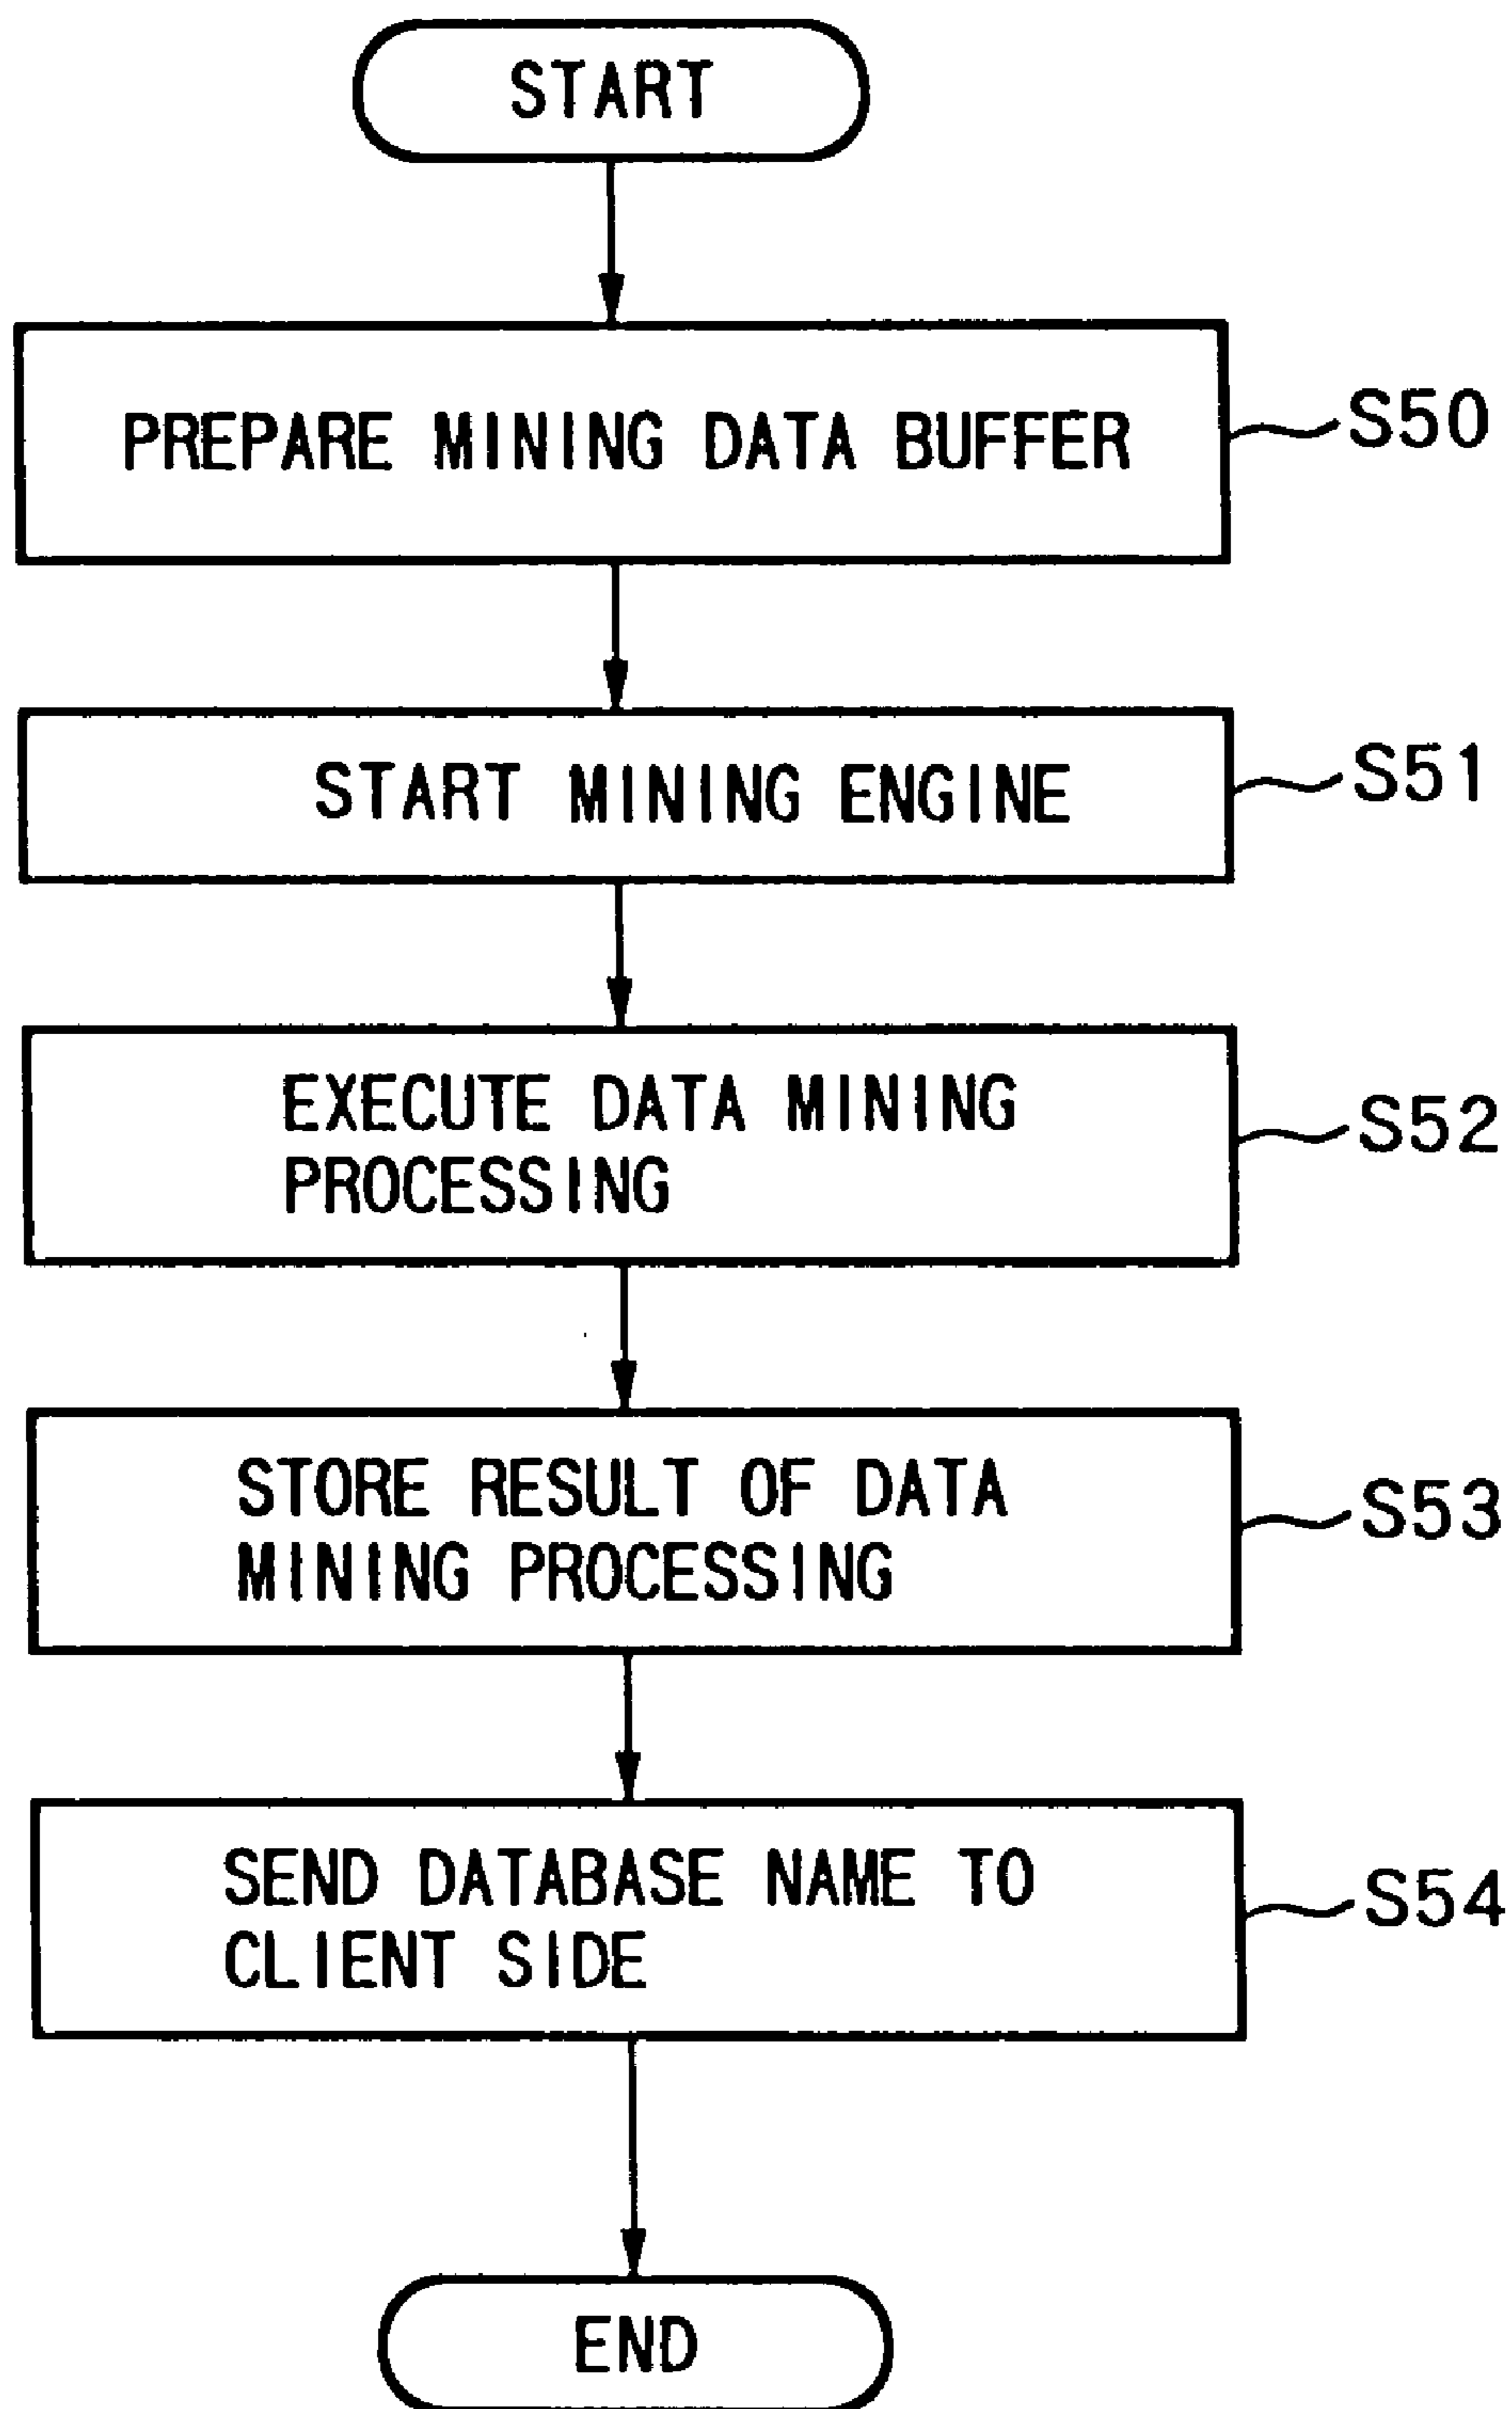 START
PREPARE MINING DATA BUFFER
S50
START MINING ENGINE
S51
EXECUTE DATA MINING
PROCESSING
S52
STORE RESULT OF DATA
MINING PROCESSING
S53
SEND DATABASE NAME TO
CLIENT SIDE
S54
END